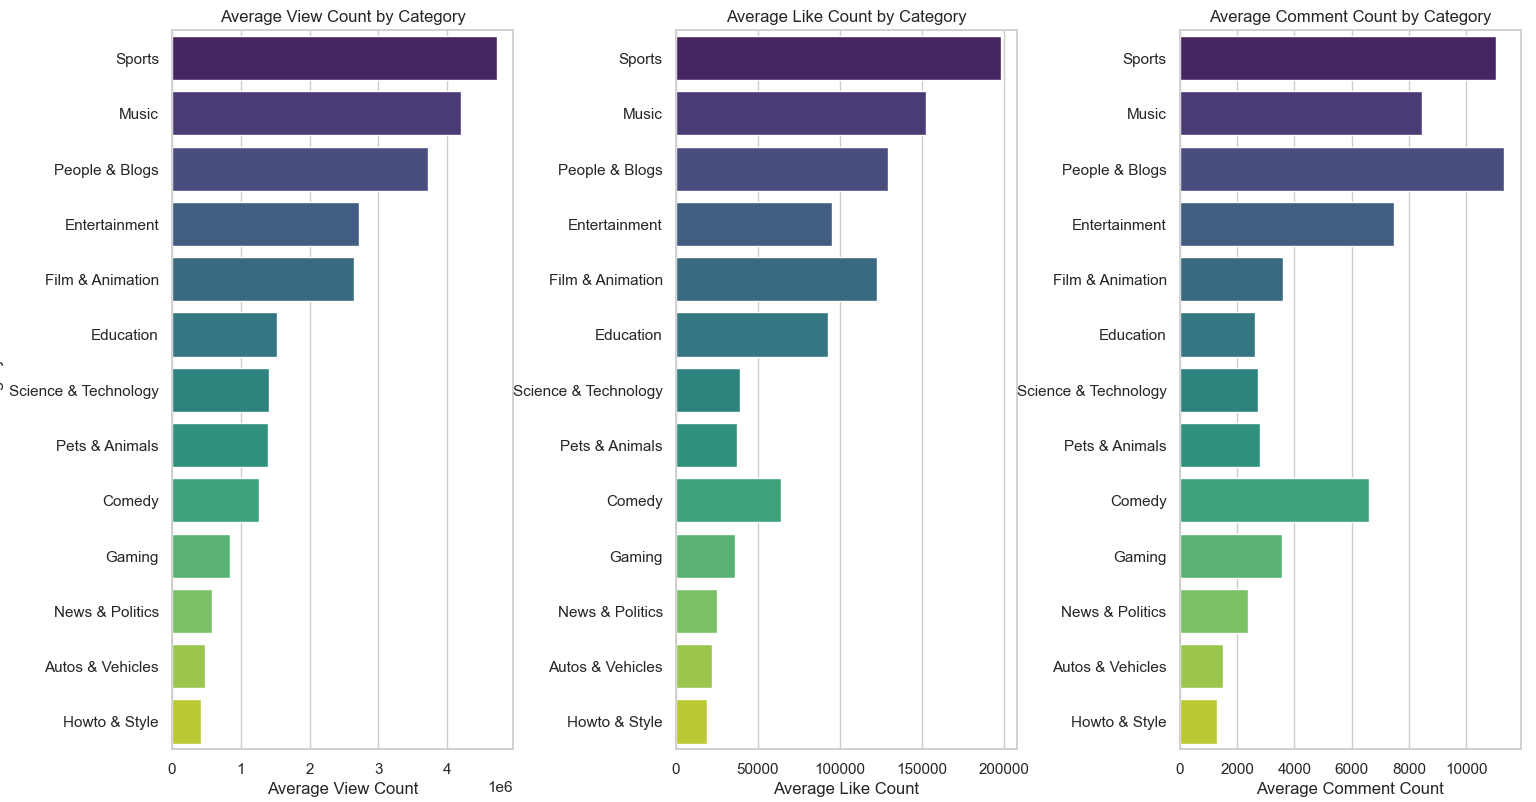 Average View Count by Category
Sports
Music
People & Blogs
Entertainment
Film & Animation
Education
Science & Technology
Pets & Animals
Comedy
Gaming
News & Politics
Autos & Vehicles
Howto & Style
0 1 2 3 4
1e6
Average View Count
Average Like Count by Category
Sports
Music
People & Blogs
Entertainment
Film & Animation
Education
Science & Technology
Pets & Animals
Comedy
Gaming
News & Politics
Autos & Vehicles
Howto & Style
0 50000 100000 150000 200000
Average Like Count
Average Comment Count by Category
Sports
Music
People & Blogs
Entertainment
Film & Animation
Education
Science & Technology
Pets & Animals
Comedy
Gaming
News & Politics
Autos & Vehicles
Howto & Style
0 2000 4000 6000 8000 10000
Average Comment Count